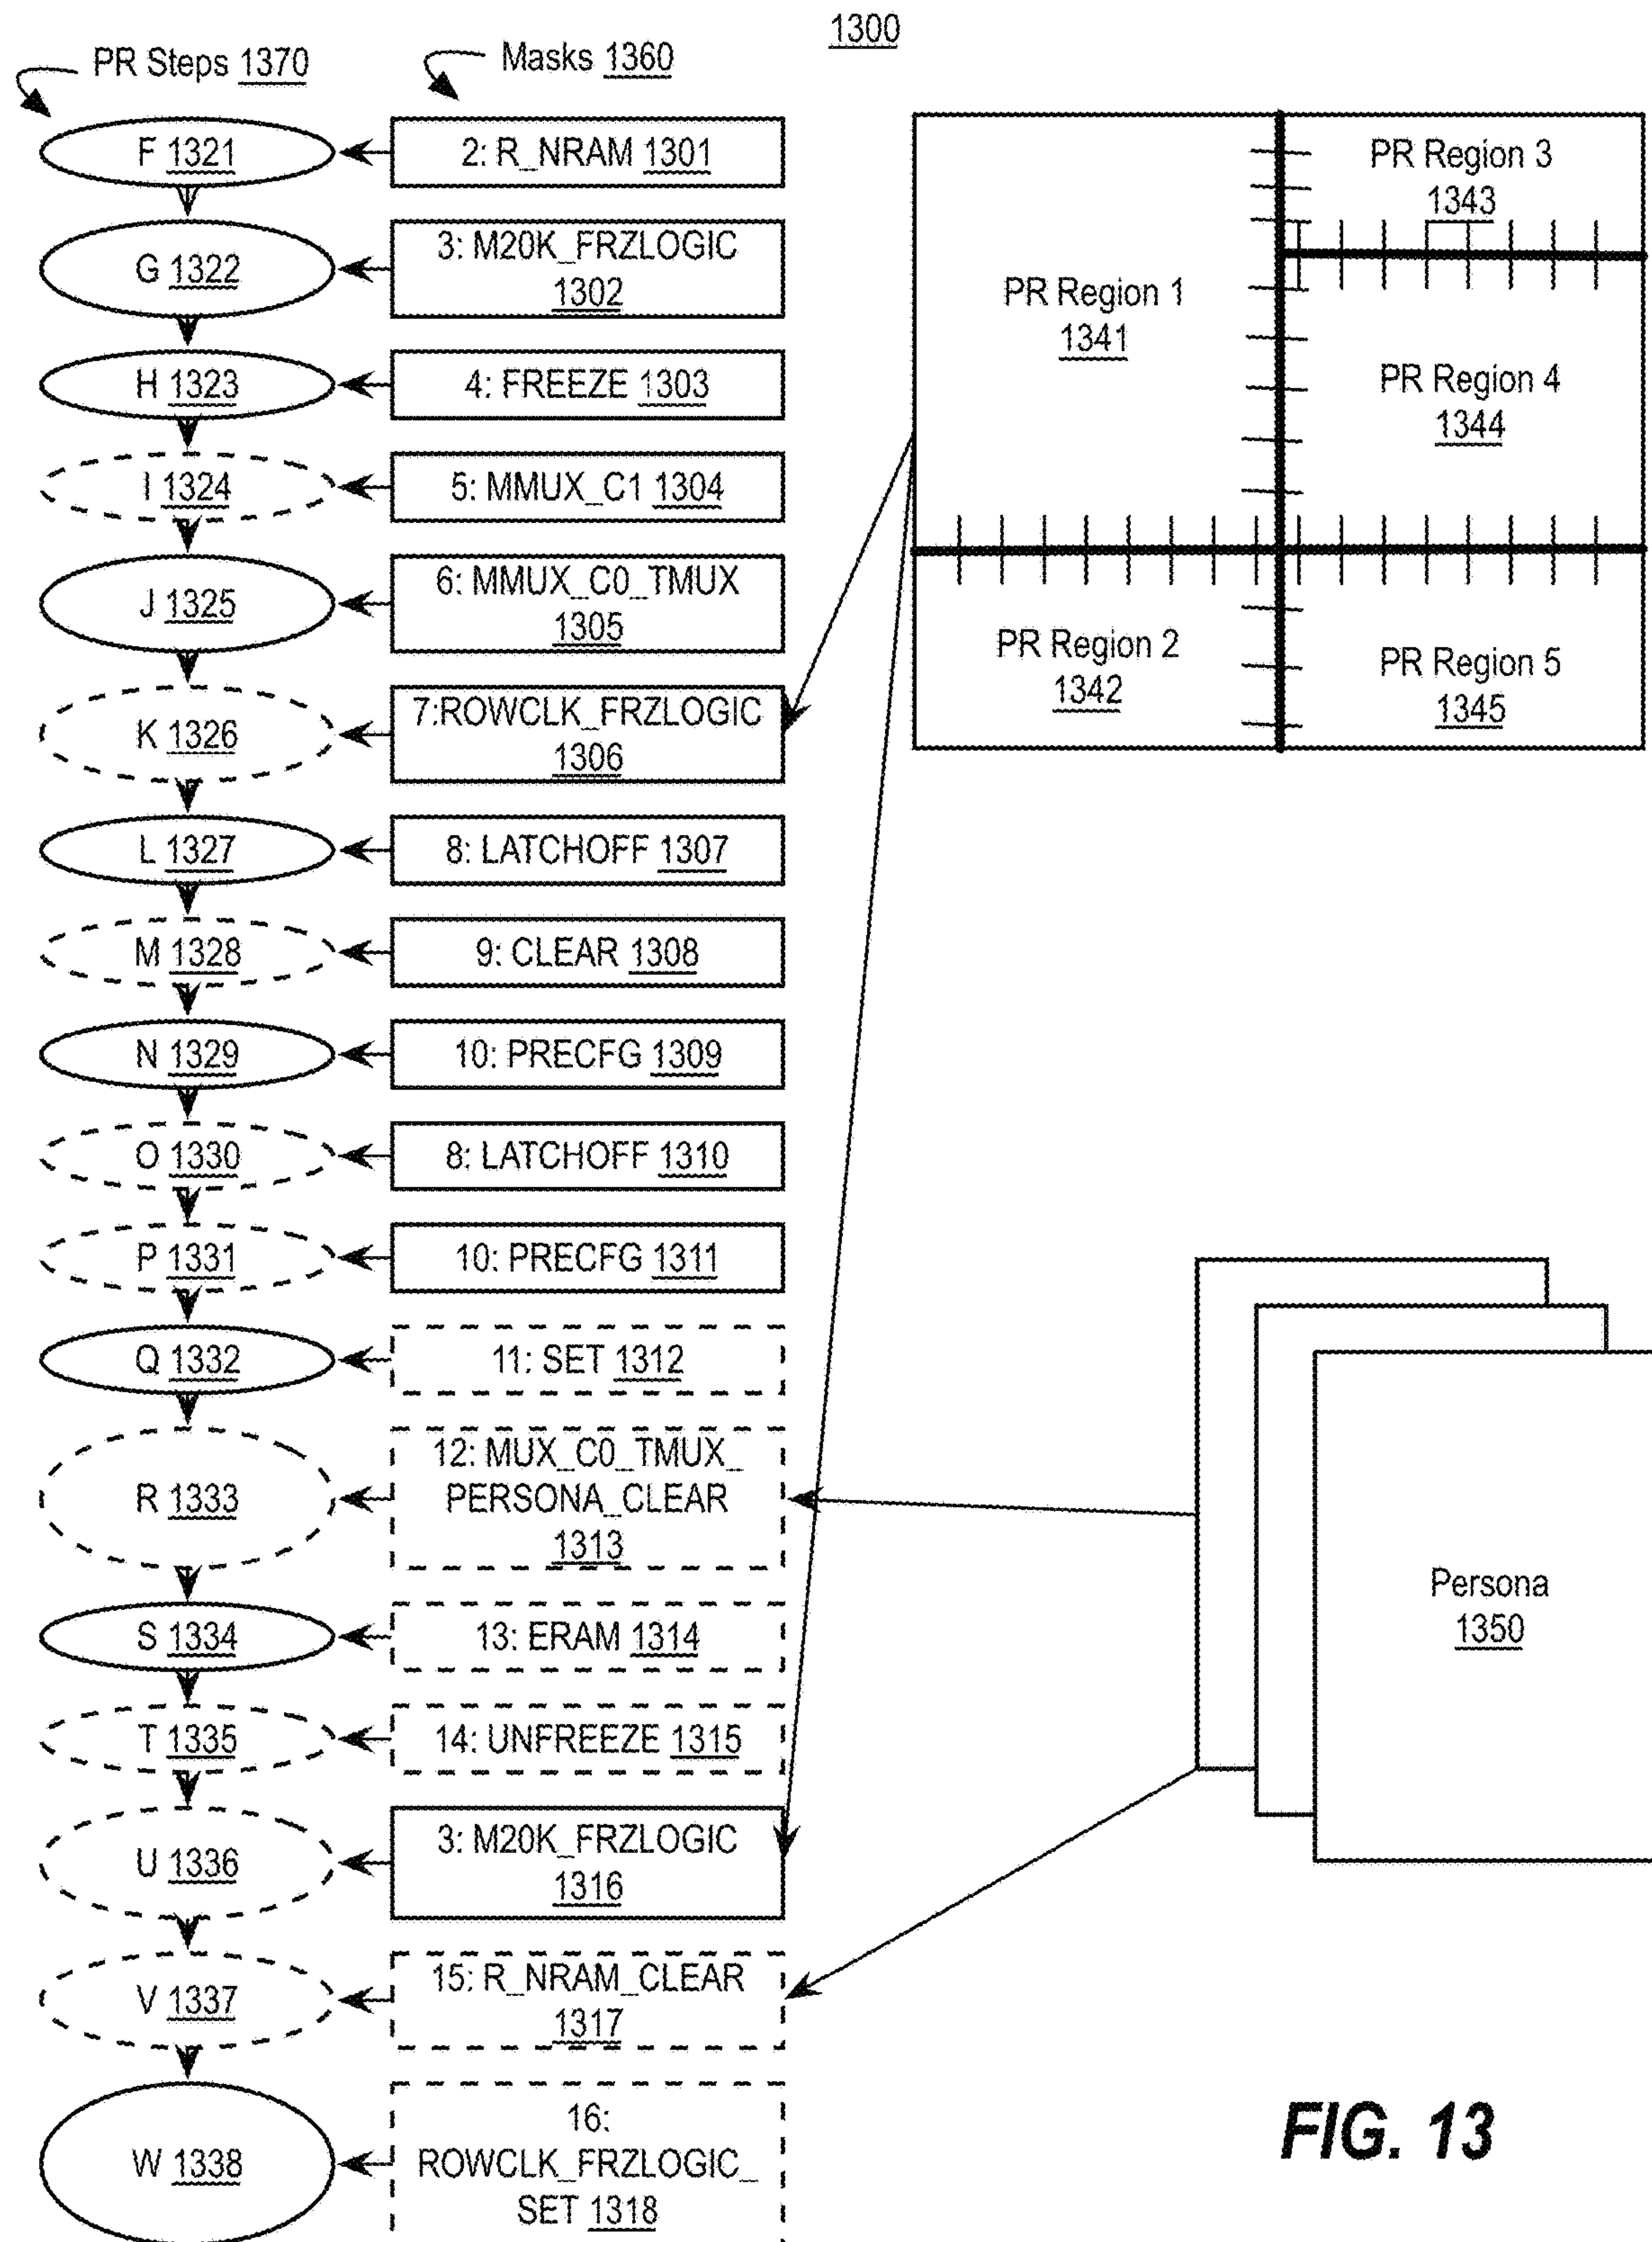 1300
PR Steps 1370
Masks 1360
F 1321
2: R_NRAM 1301
G 1322
3: M20K_FRZLOGIC
1302
H 1323
4: FREEZE 1303
I 1324
5: MMUX_C1 1304
J 1325
6: MMUX_C0_TMUX
1305
K 1326
7:ROWCLK_FRZLOGIC
1306
L 1327
8: LATCHOFF 1307
M 1328
9: CLEAR 1308
N 1329
10: PRECFG 1309
O 1330
8: LATCHOFF 1310
P 1331
10: PRECFG 1311
Q 1332
11: SET 1312
R 1333
12: MUX_C0_TMUX_
PERSONA_CLEAR
1313
S 1334
13: ERAM 1314
T 1335
14: UNFREEZE 1315
U 1336
3: M20K_FRZLOGIC
1316
V 1337
15: R_NRAM_CLEAR
1317
W 1338
16:
ROWCLK_FRZLOGIC_
SET 1318
PR Region 1
1341
PR Region 3
1343
PR Region 4
1344
PR Region 2
1342
PR Region 5
1345
Persona
1350
FIG. 13